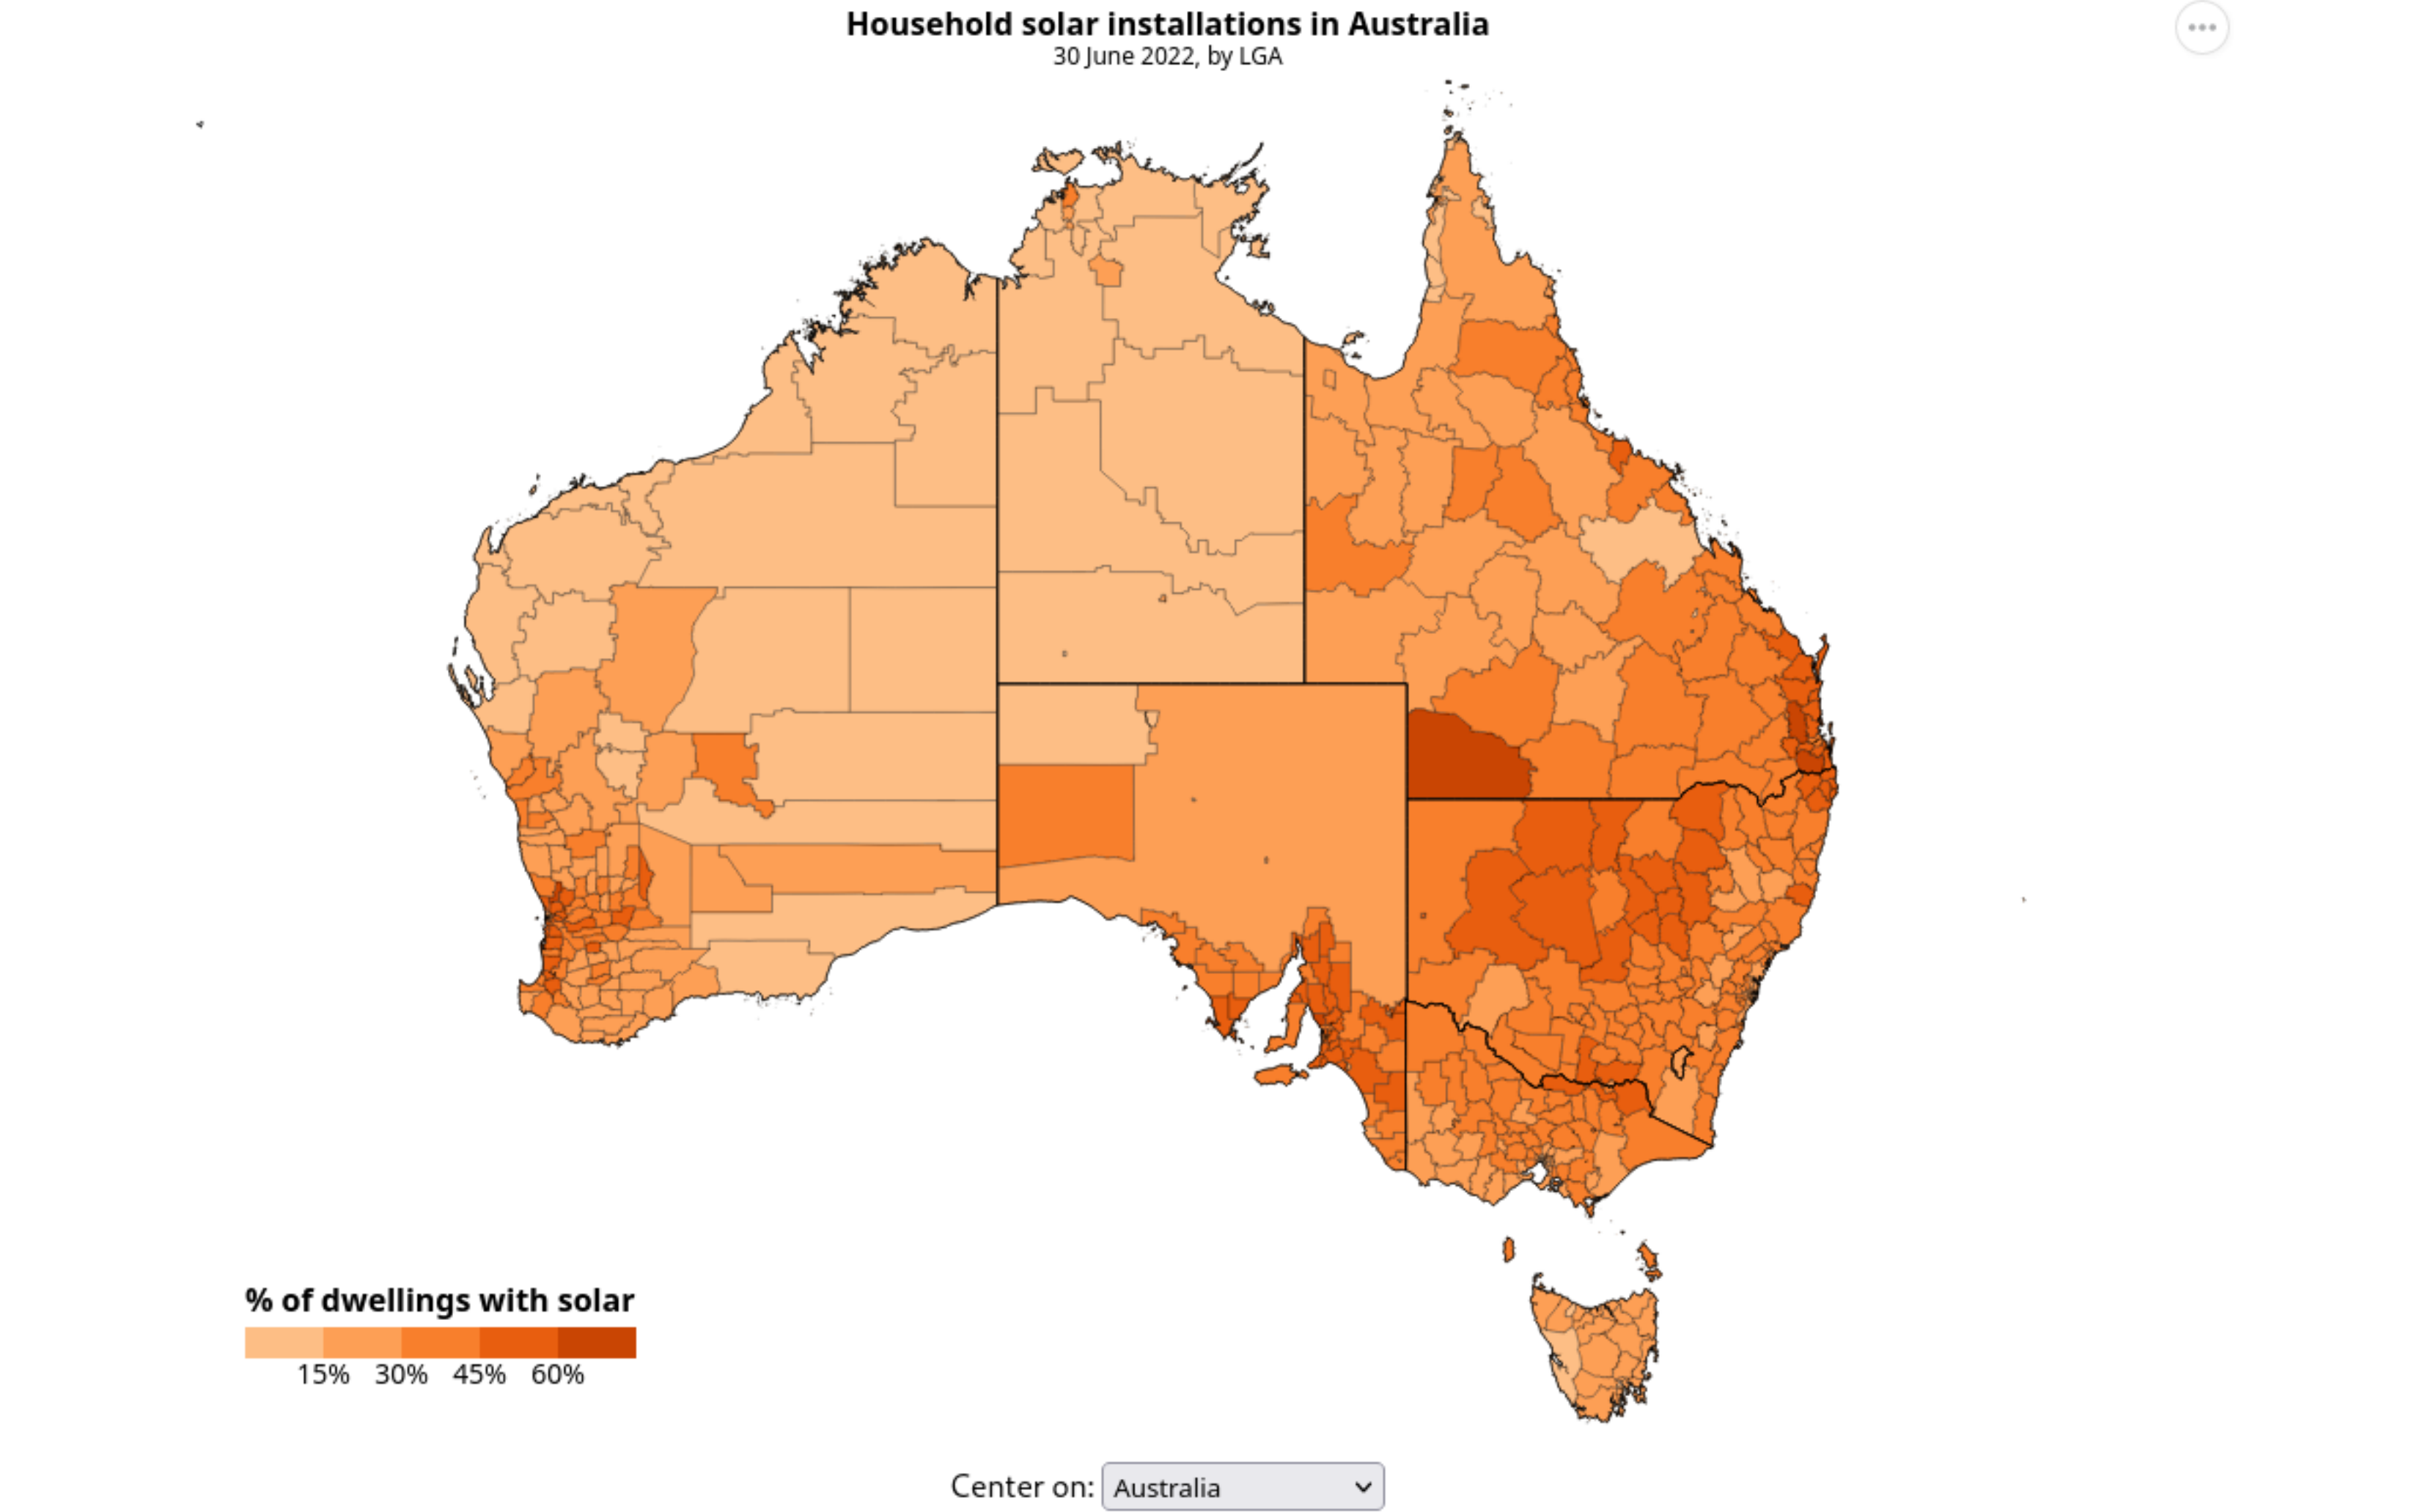 Household solar installations in Australia
30 June 2022, by LGA
% of dwellings with solar
15% 30% 45% 60%
Center on: Australia